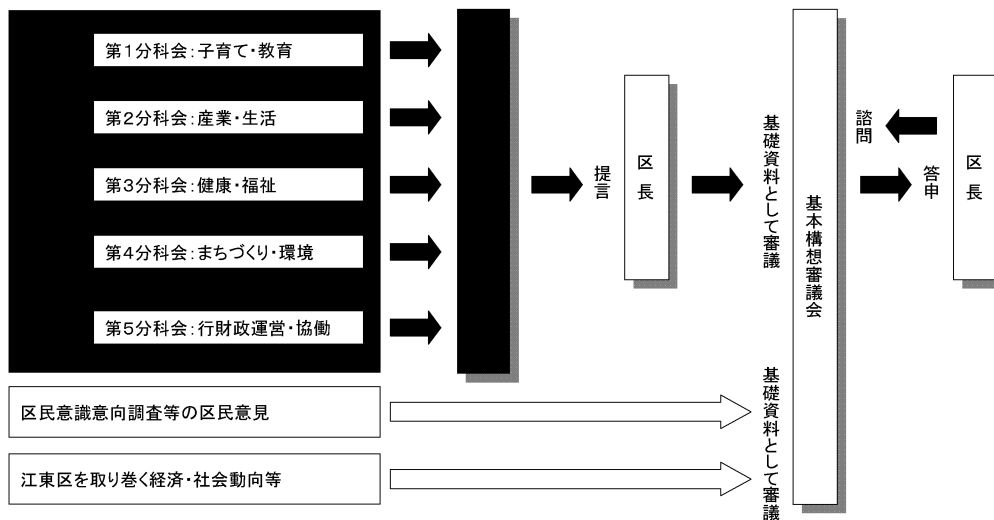 第1分科会：子育て・教育
第2分科会：産業・生活
第3分科会：健康・福祉
第4分科会：まちづくり・環境
第5分科会：行財政運営・協働
提言
区長
基礎資料として審議
基本構想審議会
諮問
答申
区長
区民意識意向調査等の区民意見
江東区を取り巻く経済・社会動向等
基礎資料として審議